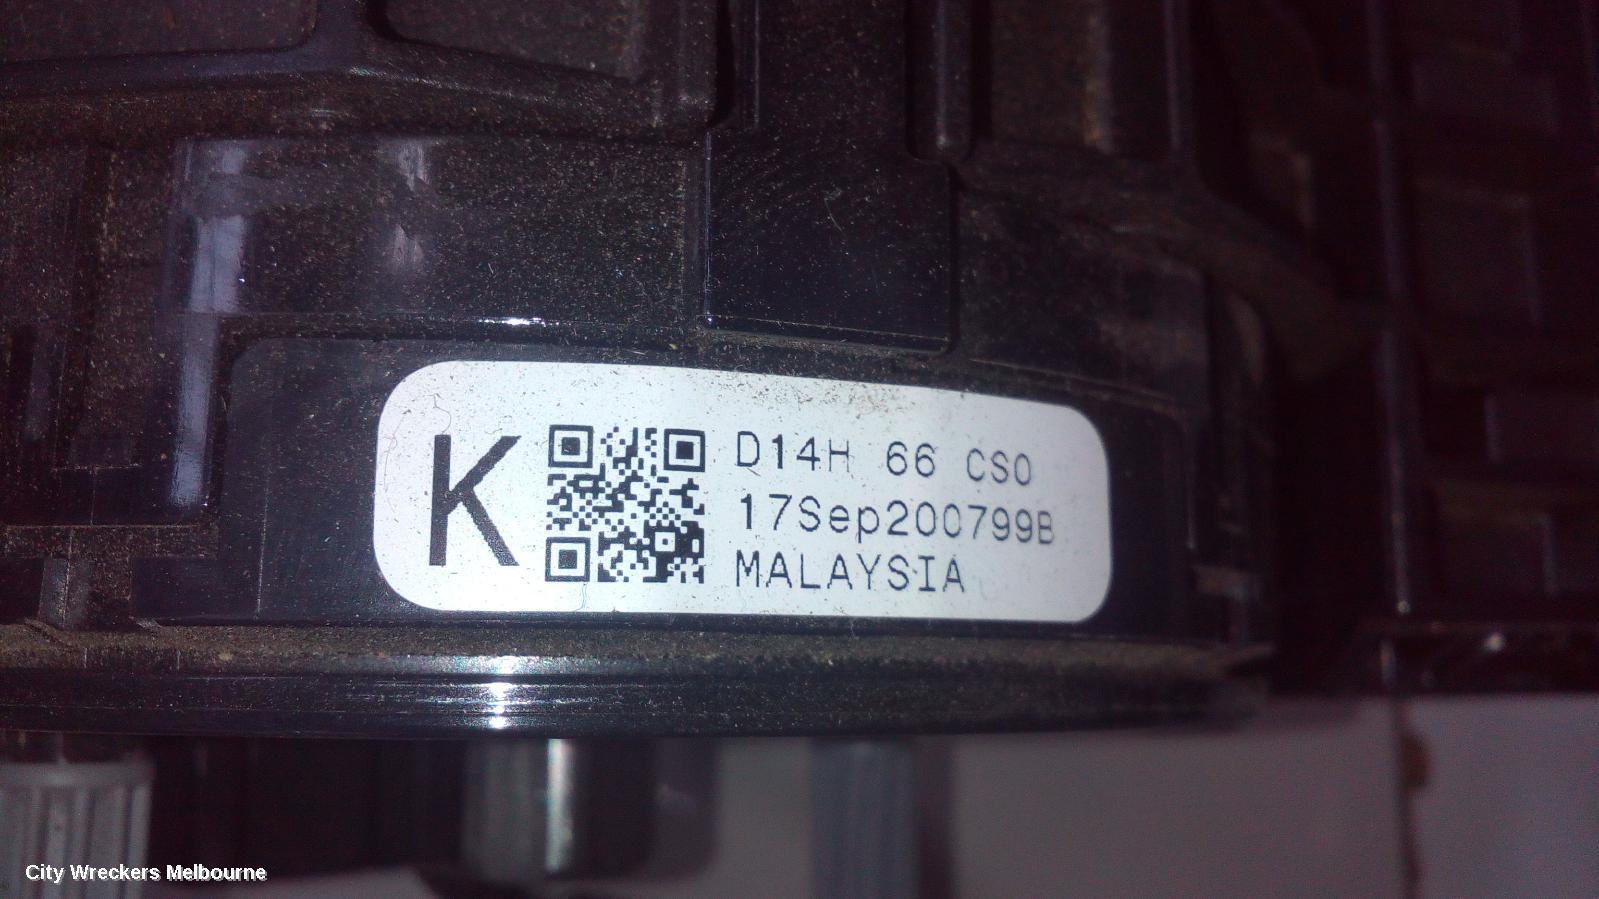 K
D14H 66 CS0
17Sep200799B
MALAYSIA
City Wreckers Melbourne